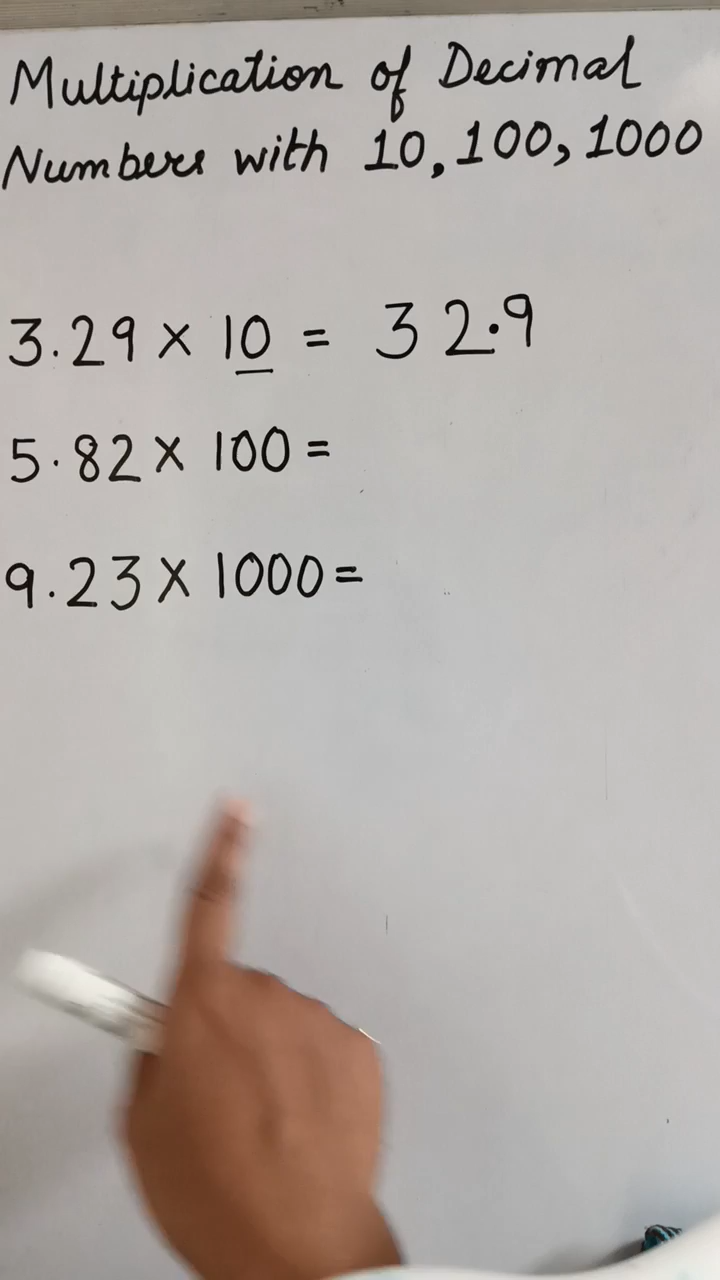 Multiplication of Decimal
Numbers with 10, 100, 1000
3.29 × 10 = 32.9
5.82 × 100 =
9.23 × 1000 =